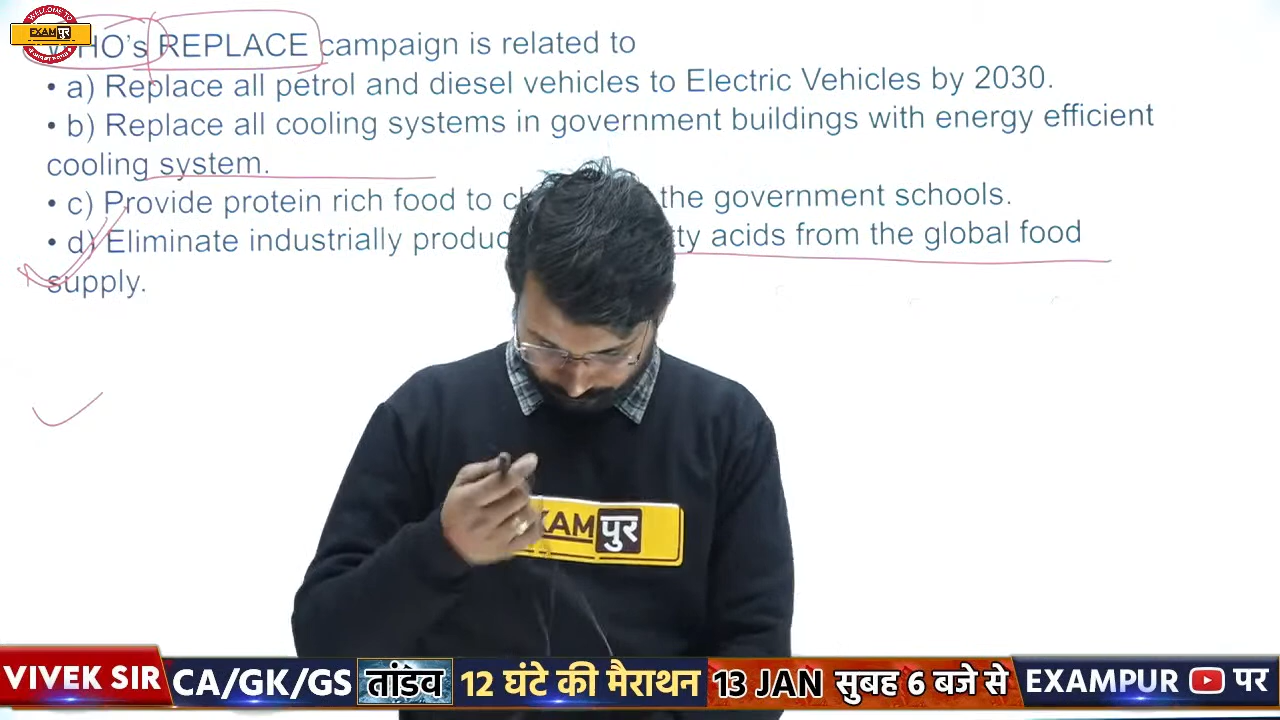 WELCOME TO
EXAMपुर
HO's REPLACE campaign is related to
• a) Replace all petrol and diesel vehicles to Electric Vehicles by 2030.
• b) Replace all cooling systems in government buildings with energy efficient
cooling system.
• c) Provide protein rich food to the government schools.
• d) Eliminate industrially acids from the global food
supply.
EXAMपुर
VIVEK SIR CA/GK/GS तांडव 12 घंटे की मैराथन 13 JAN सुबह 6 बजे से EXAMPUR पर